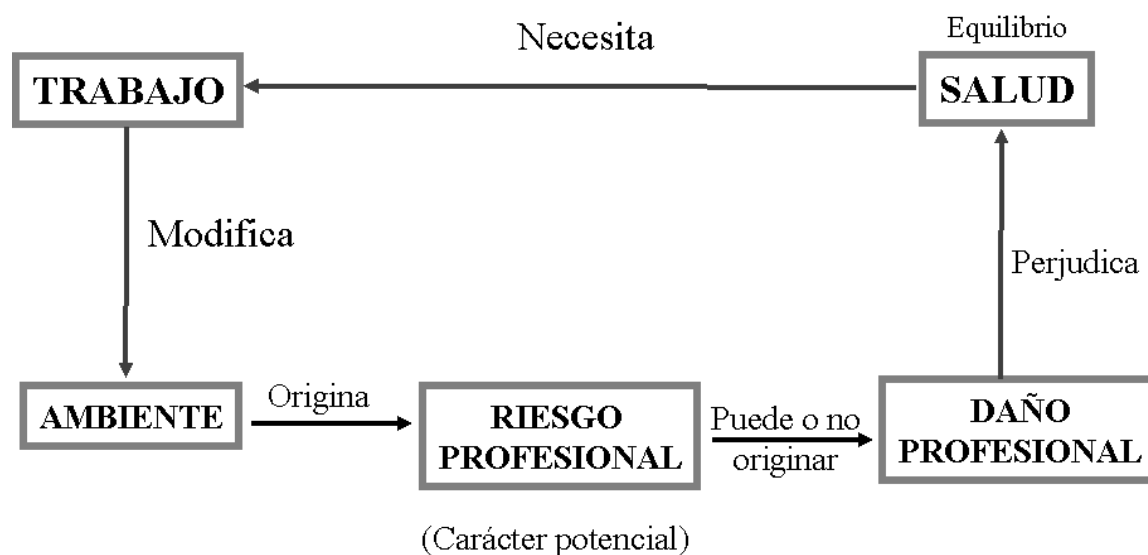 Necesita
Equilibrio
TRABAJO
SALUD
Modifica
Perjudica
AMBIENTE
Origina
RIESGO
PROFESIONAL
Puede o no
originar
DAÑO
PROFESIONAL
(Carácter potencial)